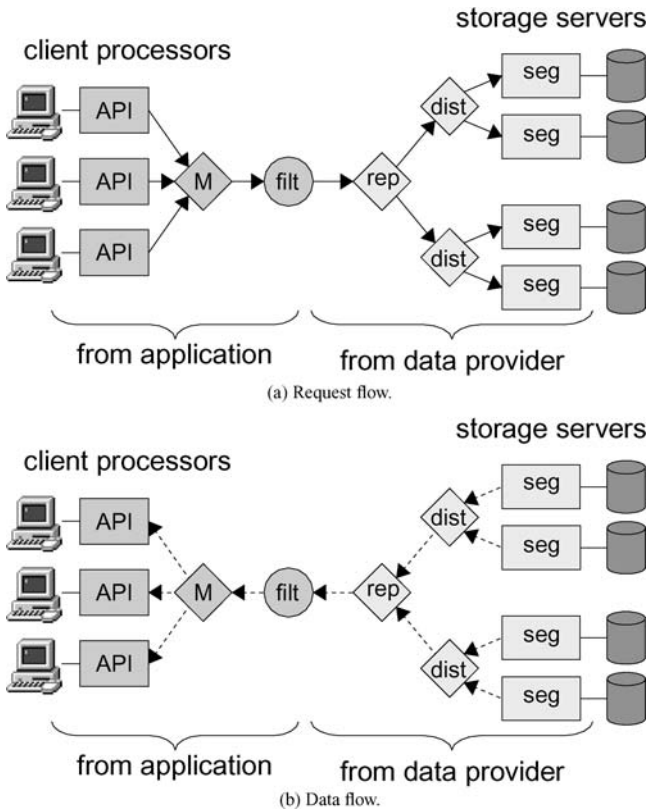 storage servers
client processors
seg
API
dist
seg
API
M
filt
rep
seg
API
dist
seg
from application
from data provider
(a) Request flow.
storage servers
client processors
seg
API
dist
seg
API
M
filt
rep
seg
API
dist
seg
from application
from data provider
(b) Data flow.